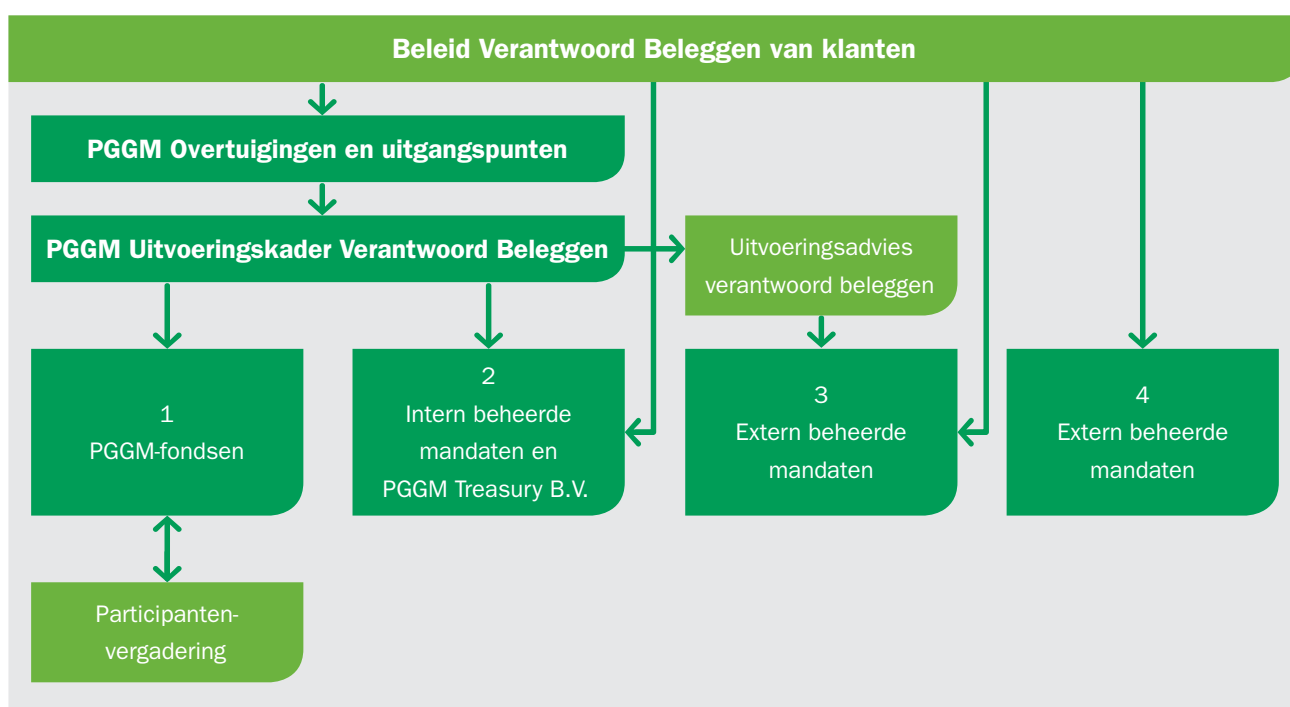 Beleid Verantwoord Beleggen van klanten
PGGM Overtuigingen en uitgangspunten
PGGM Uitvoeringskader Verantwoord Beleggen
Uitvoeringsadvies
verantwoord beleggen
1
PGGM-fondsen
2
Intern beheerde
mandaten en
PGGM Treasury B.V.
3
Extern beheerde
mandaten
4
Extern beheerde
mandaten
Participanten-
vergadering